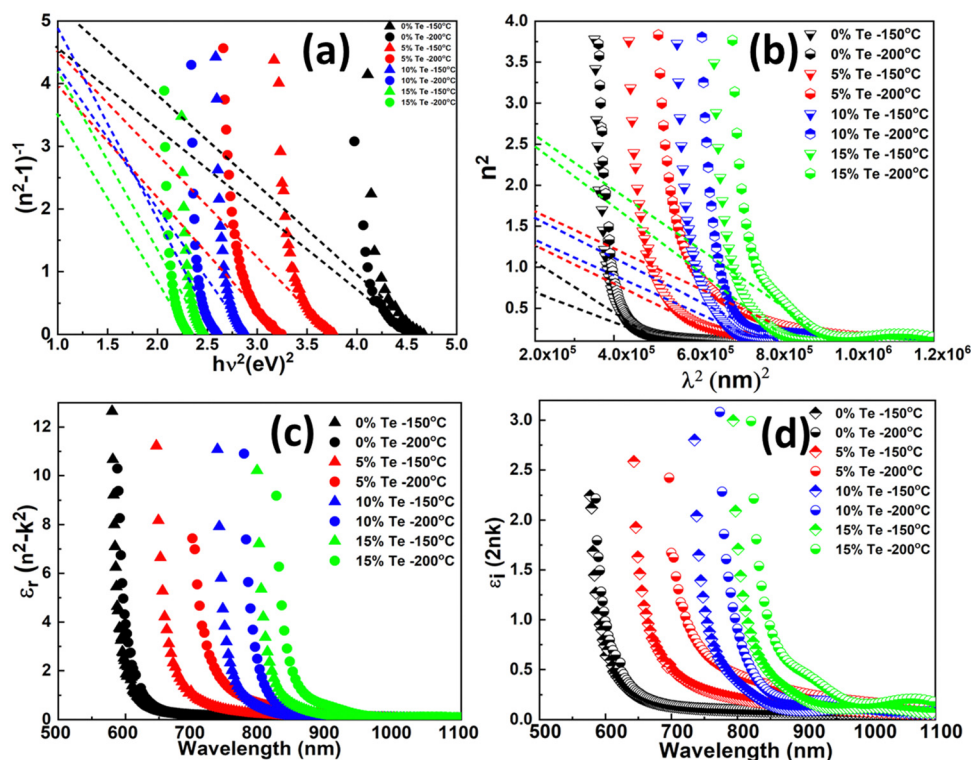 (a)
0% Te -150°C
0% Te -200°C
5% Te -150°C
5% Te -200°C
10% Te -150°C
10% Te -200°C
15% Te -150°C
15% Te -200°C
5
4
3
2
1
0
(n²-1)⁻¹
1.0 1.5 2.0 2.5 3.0 3.5 4.0 4.5 5.0
hν²(eV)²
(b)
0% Te -150°C
0% Te -200°C
5% Te -150°C
5% Te -200°C
10% Te -150°C
10% Te -200°C
15% Te -150°C
15% Te -200°C
4.0
3.5
3.0
2.5
2.0
1.5
1.0
0.5
n²
2.0x10⁵ 4.0x10⁵ 6.0x10⁵ 8.0x10⁵ 1.0x10⁶ 1.2x10⁶
λ² (nm)²
(c)
0% Te -150°C
0% Te -200°C
5% Te -150°C
5% Te -200°C
10% Te -150°C
10% Te -200°C
15% Te -150°C
15% Te -200°C
12
10
8
6
4
2
0
εr (n²-k²)
500 600 700 800 900 1000 1100
Wavelength (nm)
(d)
0% Te -150°C
0% Te -200°C
5% Te -150°C
5% Te -200°C
10% Te -150°C
10% Te -200°C
15% Te -150°C
15% Te -200°C
3.0
2.5
2.0
1.5
1.0
0.5
0.0
εi (2nk)
500 600 700 800 900 1000 1100
Wavelength (nm)